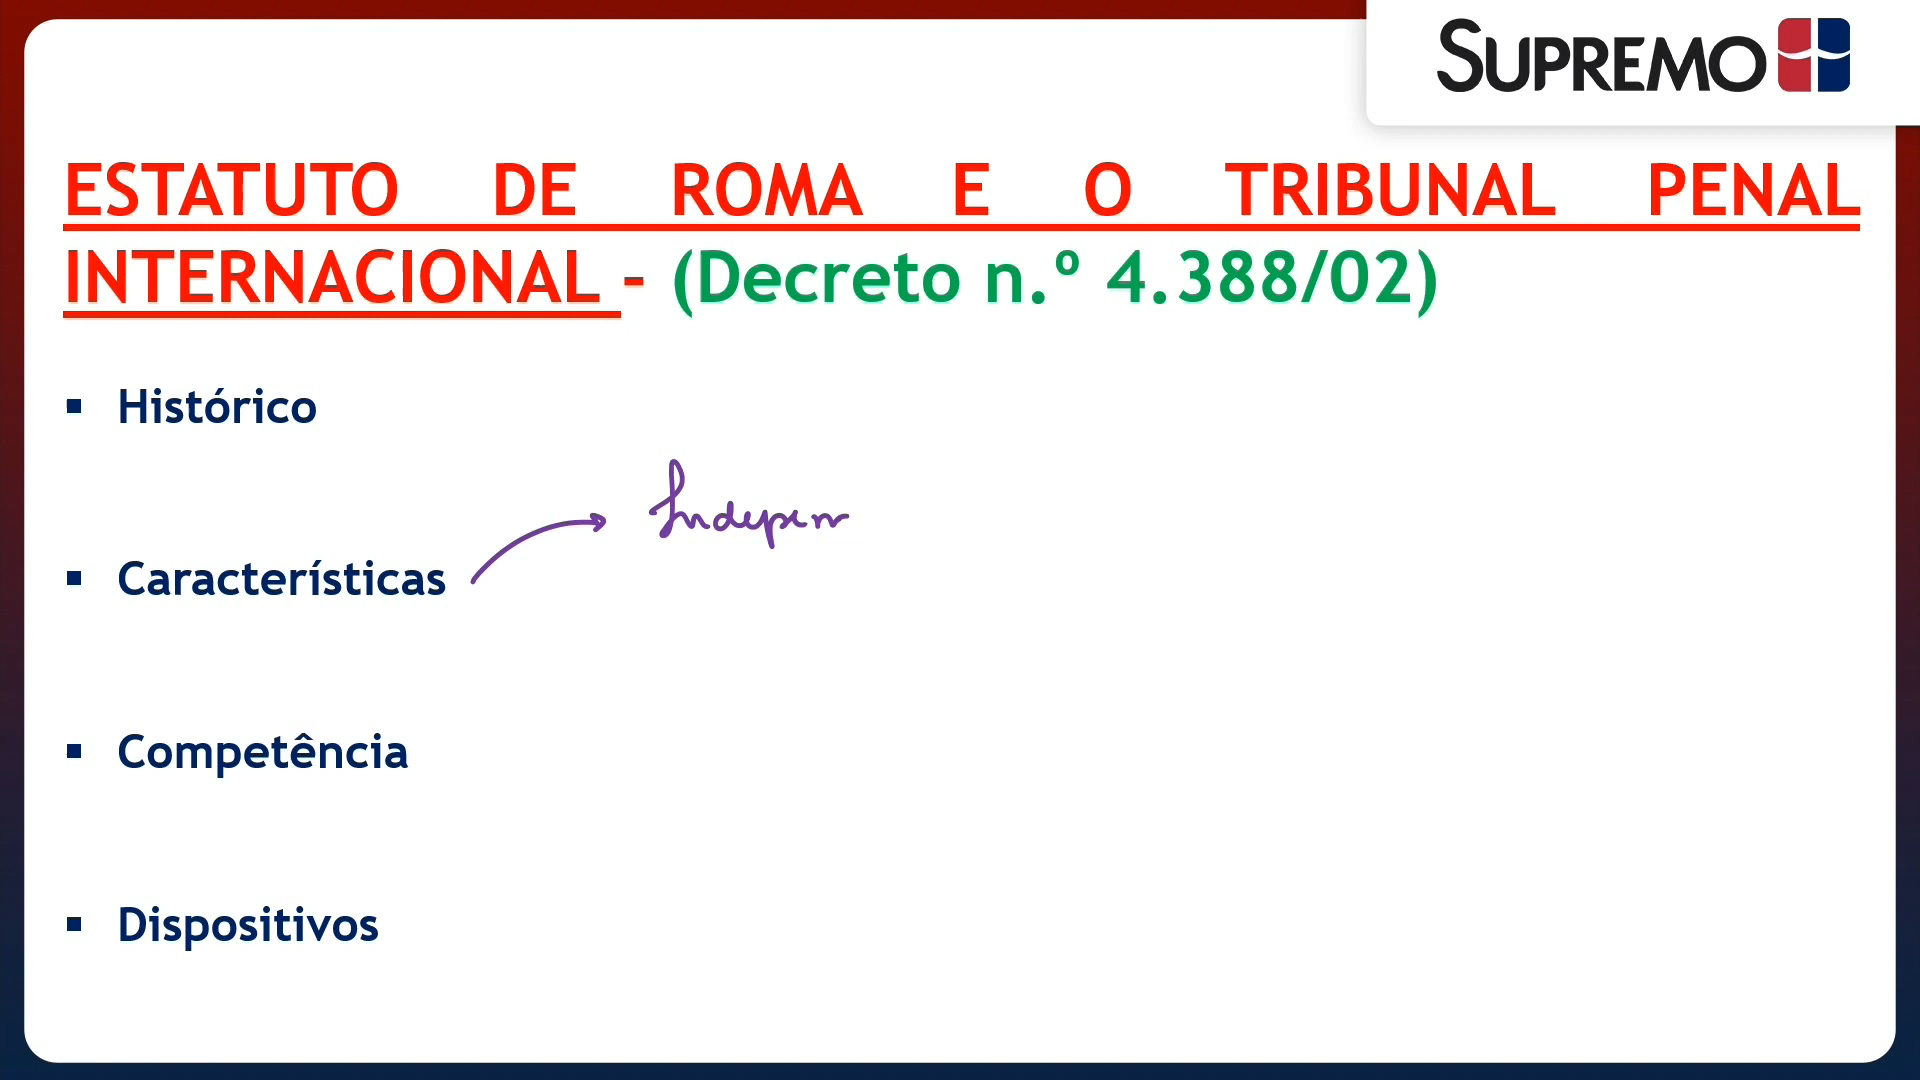 SUPREMO
ESTATUTO DE ROMA E O TRIBUNAL PENAL
INTERNACIONAL - (Decreto n.º 4.388/02)
▪ Histórico
Indepen
▪ Características
▪ Competência
▪ Dispositivos